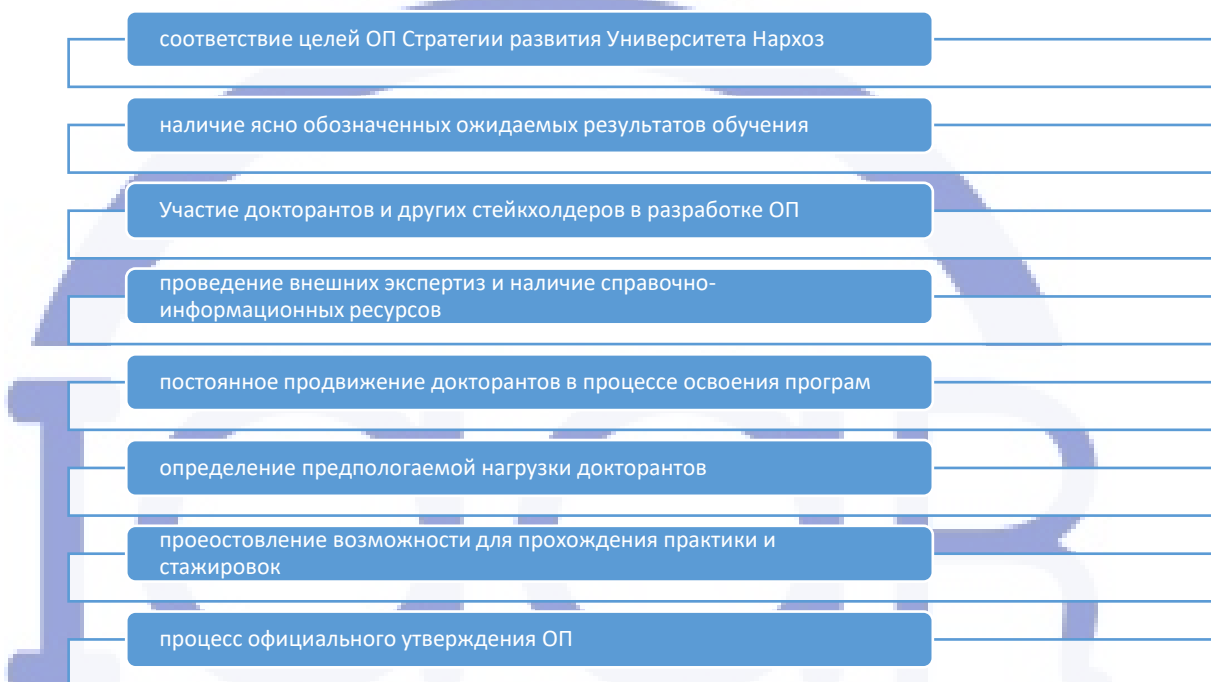 соответствие целей ОП Стратегии развития Университета Нархоз
наличие ясно обозначенных ожидаемых результатов обучения
Участие докторантов и других стейкхолдеров в разработке ОП
проведение внешних экспертиз и наличие справочно-
информационных ресурсов
постоянное продвижение докторантов в процессе освоения програм
определение предпологаемой нагрузки докторантов
проеостовление возможности для прохождения практики и
стажировок
процесс официального утверждения ОП